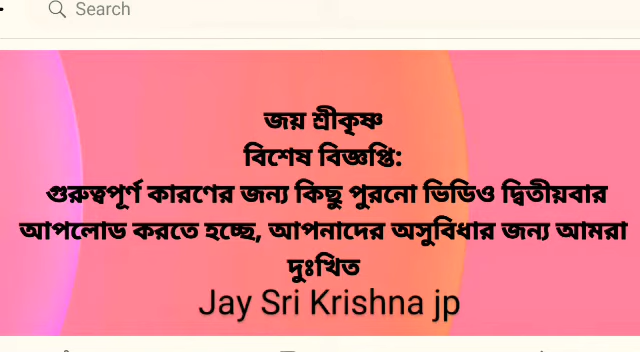 Search
জয় শ্রীকৃষ্ণ
বিশেষ বিজ্ঞপ্তি:
গুরুত্বপূর্ণ কারণের জন্য কিছু পুরনো ভিডিও দ্বিতীয়বার
আপলোড করতে হচ্ছে, আপনাদের অসুবিধার জন্য আমরা
দুঃখিত
Jay Sri Krishna jp